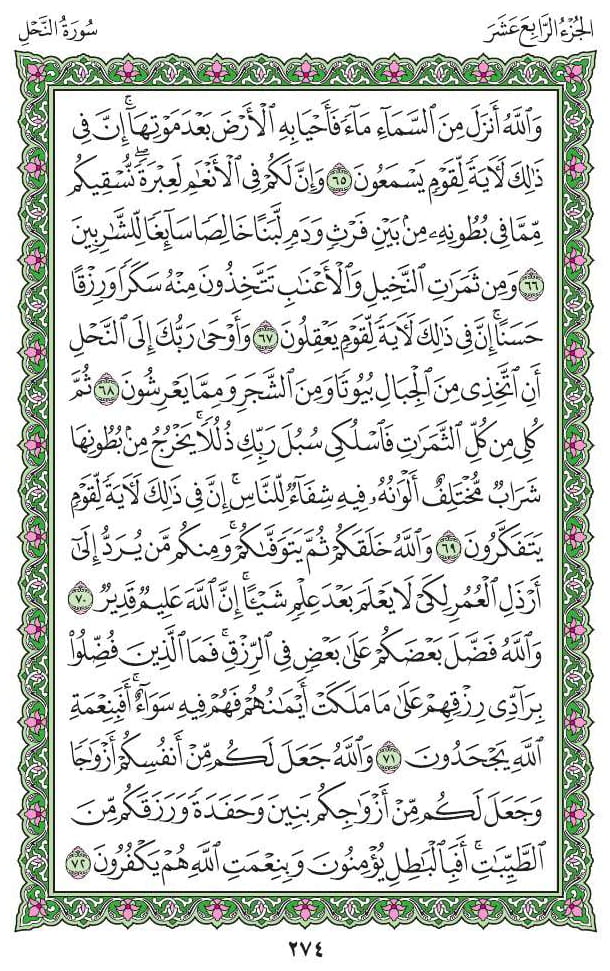 الجُزْءُ الرَّابِعَ عَشَرَ
سُورَةُ النَّحْلِ
وَٱللَّهُ أَنزَلَ مِنَ ٱلسَّمَآءِ مَآءً فَأَحْيَا بِهِ ٱلْأَرْضَ بَعْدَ مَوْتِهَآۚ إِنَّ فِى
ذَٰلِكَ لَـَٔايَةً لِّقَوْمٍ يَسْمَعُونَ ٦٥ وَإِنَّ لَكُمْ فِى ٱلْأَنْعَٰمِ لَعِبْرَةًۖ نُّسْقِيكُم
مِّمَّا فِى بُطُونِهِۦ مِنۢ بَيْنِ فَرْثٍ وَدَمٍ لَّبَنًا خَالِصًا سَآئِغًا لِّلشَّٰرِبِينَ
٦٦ وَمِن ثَمَرَٰتِ ٱلنَّخِيلِ وَٱلْأَعْنَٰبِ تَتَّخِذُونَ مِنْهُ سَكَرًا وَرِزْقًا
حَسَنًاۗ إِنَّ فِى ذَٰلِكَ لَـَٔايَةً لِّقَوْمٍ يَعْقِلُونَ ٦٧ وَأَوْحَىٰ رَبُّكَ إِلَى ٱلنَّحْلِ
أَنِ ٱتَّخِذِى مِنَ ٱلْجِبَالِ بُيُوتًا وَمِنَ ٱلشَّجَرِ وَمِمَّا يَعْرِشُونَ ٦٨ ثُمَّ
كُلِى مِن كُلِّ ٱلثَّمَرَٰتِ فَٱسْلُكِى سُبُلَ رَبِّكِ ذُلُلًاۚ يَخْرُجُ مِنۢ بُطُونِهَا
شَرَابٌ مُّخْتَلِفٌ أَلْوَٰنُهُۥ فِيهِ شِفَآءٌ لِّلنَّاسِۚ إِنَّ فِى ذَٰلِكَ لَـَٔايَةً لِّقَوْمٍ
يَتَفَكَّرُونَ ٦٩ وَٱللَّهُ خَلَقَكُمْ ثُمَّ يَتَوَفَّىٰكُمْۚ وَمِنكُم مَّن يُرَدُّ إِلَىٰٓ
أَرْذَلِ ٱلْعُمُرِ لِكَىْ لَا يَعْلَمَ بَعْدَ عِلْمٍ شَيْـًٔاۚ إِنَّ ٱللَّهَ عَلِيمٌ قَدِيرٌ ٧٠
وَٱللَّهُ فَضَّلَ بَعْضَكُمْ عَلَىٰ بَعْضٍ فِى ٱلرِّزْقِۚ فَمَا ٱلَّذِينَ فُضِّلُوا۟
بِرَآدِّى رِزْقِهِمْ عَلَىٰ مَا مَلَكَتْ أَيْمَٰنُهُمْ فَهُمْ فِيهِ سَوَآءٌۚ أَفَبِنِعْمَةِ
ٱللَّهِ يَجْحَدُونَ ٧١ وَٱللَّهُ جَعَلَ لَكُم مِّنْ أَنفُسِكُمْ أَزْوَٰجًا
وَجَعَلَ لَكُم مِّنْ أَزْوَٰجِكُم بَنِينَ وَحَفَدَةً وَرَزَقَكُم مِّنَ
ٱلطَّيِّبَٰتِۚ أَفَبِٱلْبَٰطِلِ يُؤْمِنُونَ وَبِنِعْمَتِ ٱللَّهِ هُمْ يَكْفُرُونَ ٧٢
٢٧٤